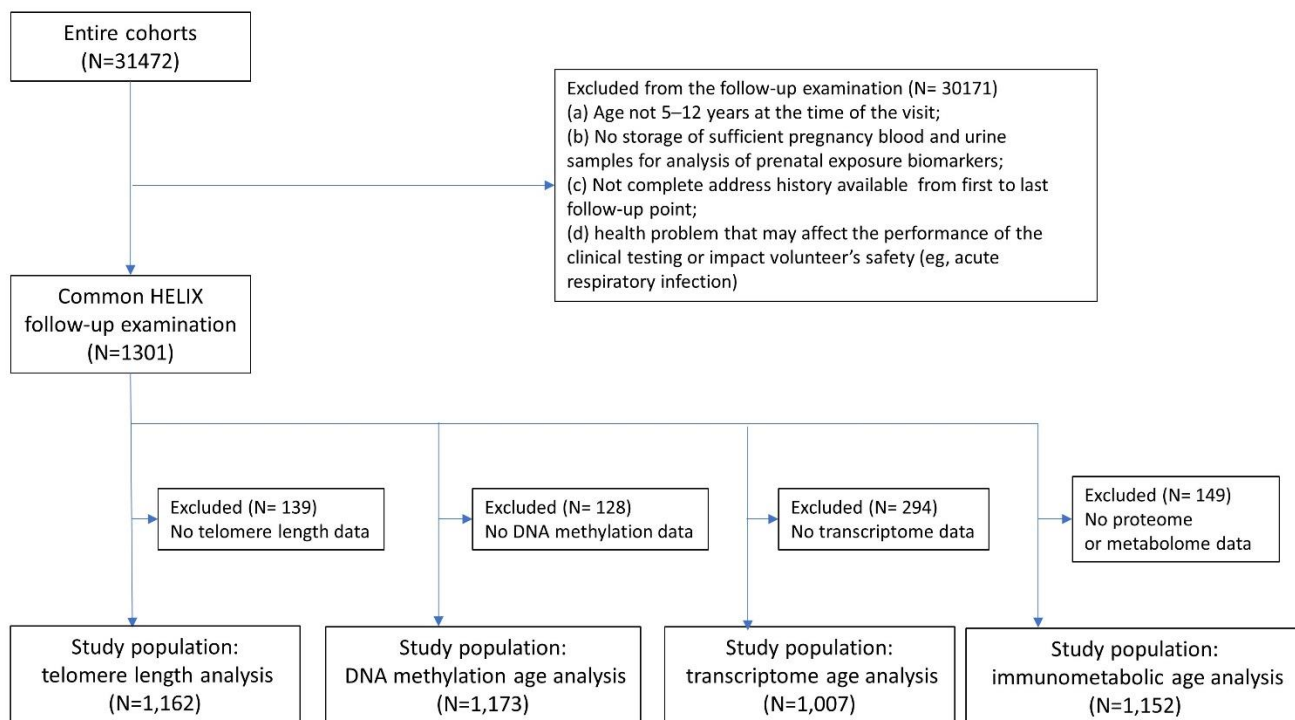 Entire cohorts
(N=31472)
Excluded from the follow-up examination (N= 30171)
(a) Age not 5–12 years at the time of the visit;
(b) No storage of sufficient pregnancy blood and urine
samples for analysis of prenatal exposure biomarkers;
(c) Not complete address history available  from first to last
follow-up point;
(d) health problem that may affect the performance of the
clinical testing or impact volunteer’s safety (eg, acute
respiratory infection)
Common HELIX
follow-up examination
(N=1301)
Excluded (N= 139)
No telomere length data
Excluded (N= 128)
No DNA methylation data
Excluded (N= 294)
No transcriptome data
Excluded (N= 149)
No proteome
or metabolome data
Study population:
telomere length analysis
(N=1,162)
Study population:
DNA methylation age analysis
(N=1,173)
Study population:
transcriptome age analysis
(N=1,007)
Study population:
immunometabolic age analysis
(N=1,152)